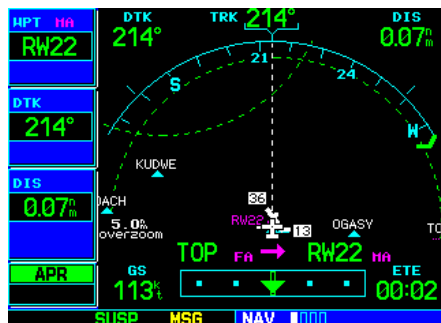 WPT MA
RW22
DTK
214°
DIS
0.07nm
APR
DTK
214°
TRK 214°
DIS
0.07nm
21
24
S
W
KUDWE
DACH
36
RW22
13
OGASY
TO
5.0nm
overzoom
TOP FA → RW22 MA
GS
113kt
ETE
00:02
SUSP MSG NAV